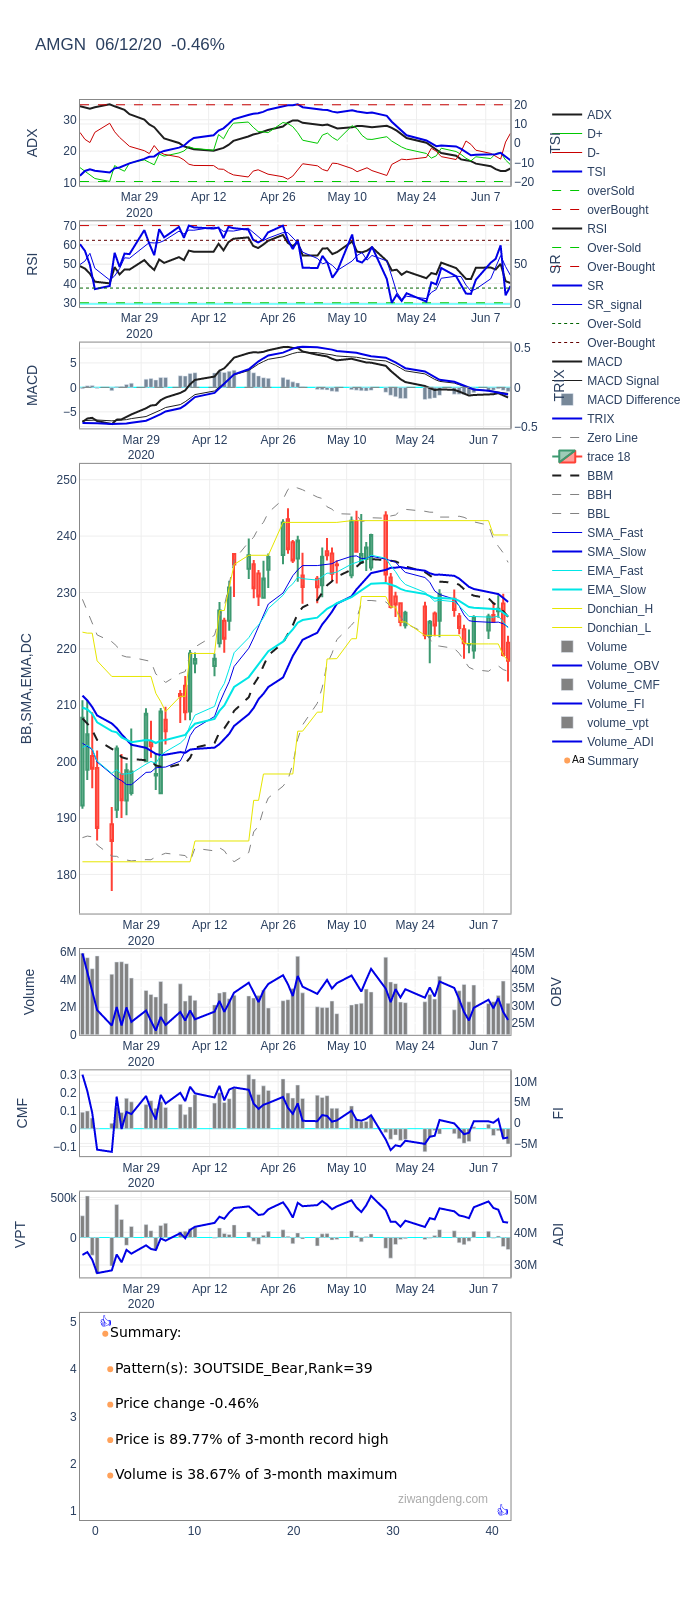 AMGN 06/12/20 -0.46%
ADX
30
20
10
20
10
0
−10
−20
TSI
Mar 29 Apr 12 Apr 26 May 10 May 24 Jun 7
2020
RSI
70
60
50
40
30
100
50
0
SR
Mar 29 Apr 12 Apr 26 May 10 May 24 Jun 7
2020
MACD
5
0
−5
0.5
0
−0.5
TRIX
Mar 29 Apr 12 Apr 26 May 10 May 24 Jun 7
2020
BB,SMA,EMA,DC
250
240
230
220
210
200
190
180
Mar 29 Apr 12 Apr 26 May 10 May 24 Jun 7
2020
Volume
6M
4M
2M
0
45M
40M
35M
30M
25M
OBV
Mar 29 Apr 12 Apr 26 May 10 May 24 Jun 7
2020
CMF
0.3
0.2
0.1
0
−0.1
10M
5M
0
−5M
FI
Mar 29 Apr 12 Apr 26 May 10 May 24 Jun 7
2020
VPT
500k
0
50M
40M
30M
ADI
Mar 29 Apr 12 Apr 26 May 10 May 24 Jun 7
2020
5
4
3
2
1
Summary:
Pattern(s): 3OUTSIDE_Bear,Rank=39
Price change -0.46%
Price is 89.77% of 3-month record high
Volume is 38.67% of 3-month maximum
ziwangdeng.com
0 10 20 30 40
ADX
D+
D-
TSI
overSold
overBought
RSI
Over-Sold
Over-Bought
SR
SR_signal
Over-Sold
Over-Bought
MACD
MACD Signal
MACD Difference
TRIX
Zero Line
trace 18
BBM
BBH
BBL
SMA_Fast
SMA_Slow
EMA_Fast
EMA_Slow
Donchian_H
Donchian_L
Volume
Volume_OBV
Volume_CMF
Volume_FI
volume_vpt
Volume_ADI
Aa Summary